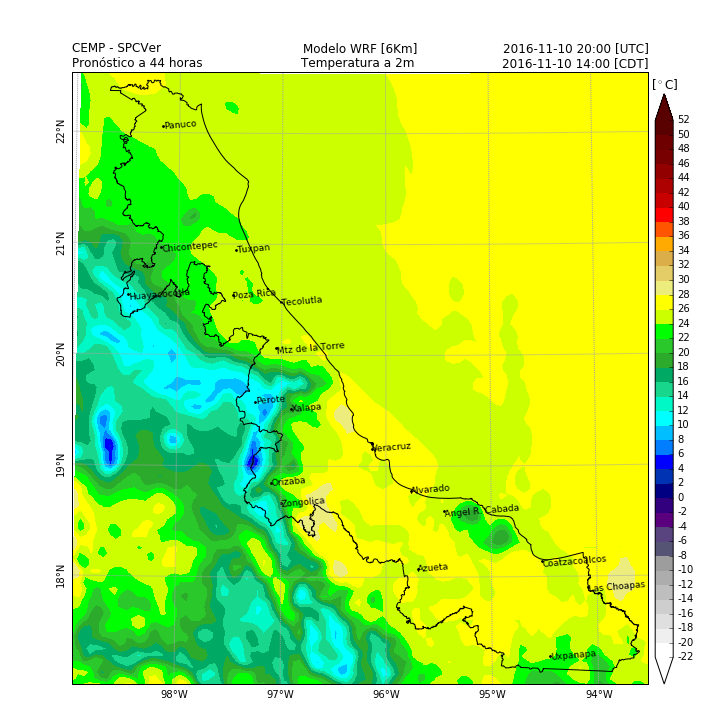 CEMP - SPCVer Modelo WRF [6Km] 2016-11-10 20:00 [UTC]
Pronóstico a 44 horas Temperatura a 2m 2016-11-10 14:00 [CDT]
[°C]
52
50
48
46
44
42
40
38
36
34
32
30
28
26
24
22
20
18
16
14
12
10
8
6
4
2
0
-2
-4
-6
-8
-10
-12
-14
-16
-18
-20
-22
22°N
21°N
20°N
19°N
18°N
Panuco
Chicontepec
Tuxpan
Huayacocotla
Poza Rica
Tecolutla
Mtz de la Torre
Perote
Xalapa
Veracruz
Orizaba
Alvarado
Zongolica
Angel R. Cabada
Azueta
Coatzacoalcos
Las Choapas
Uxpanapa
98°W 97°W 96°W 95°W 94°W